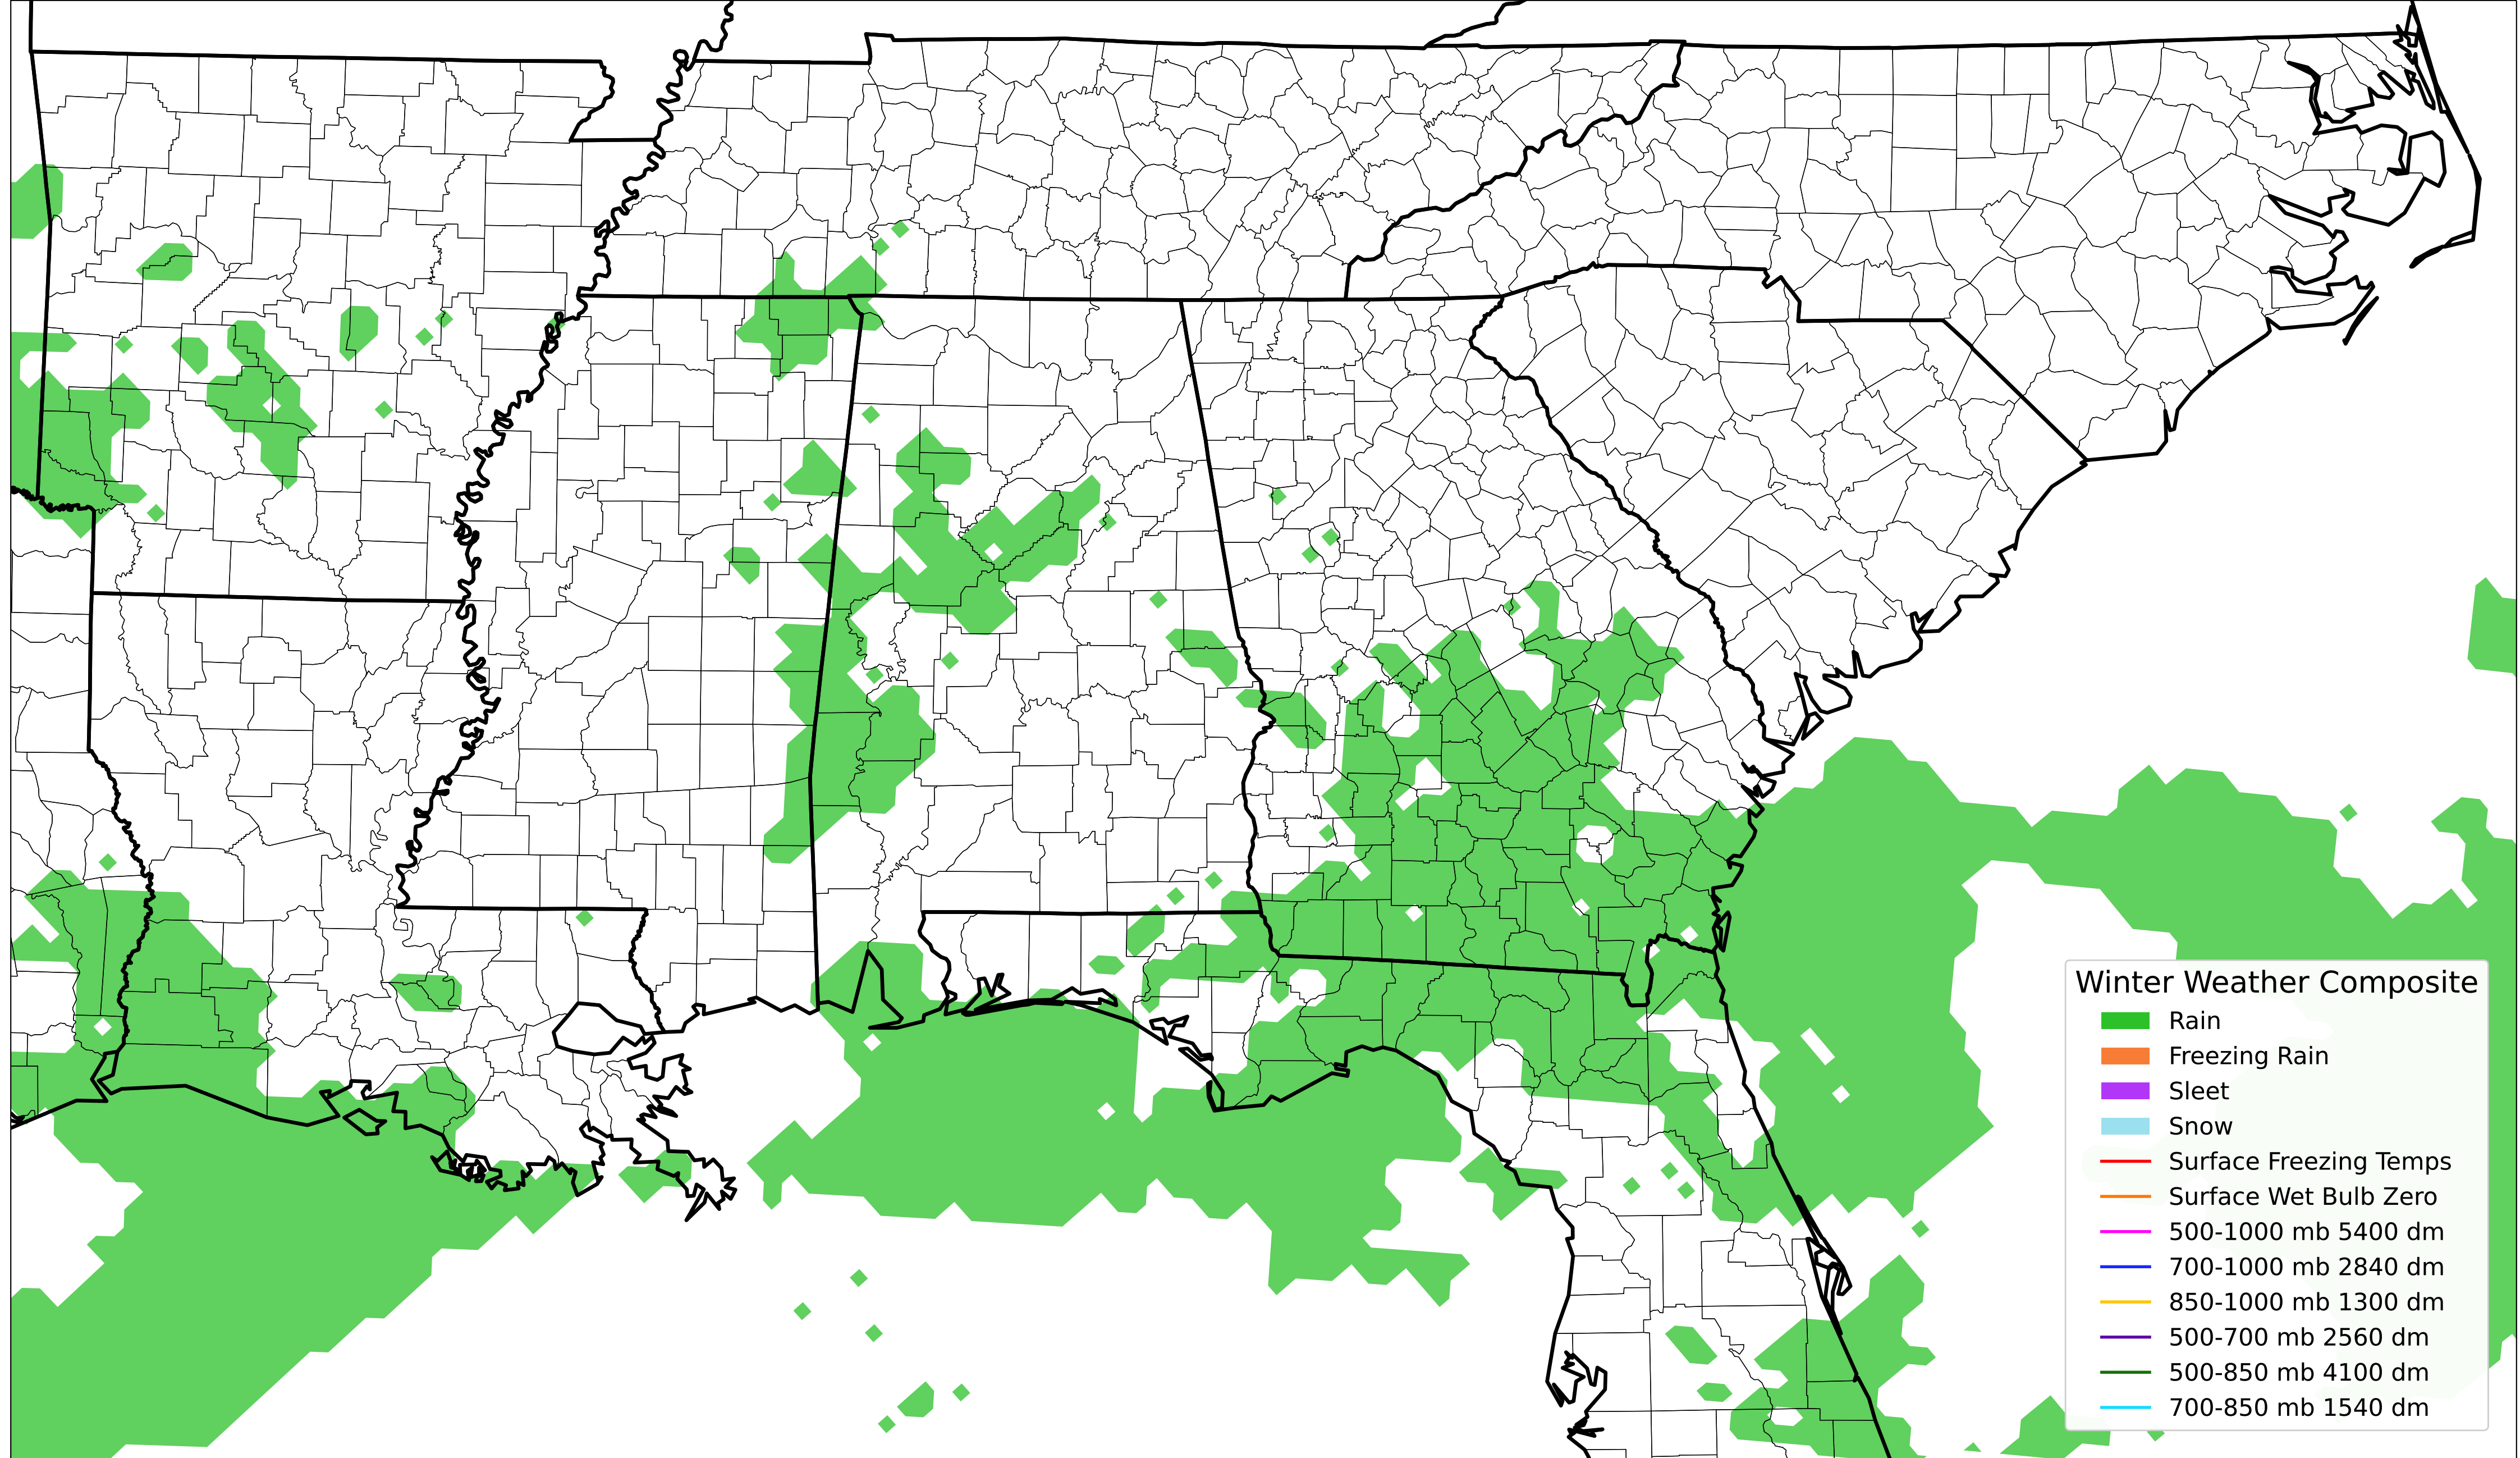 Winter Weather Composite
Rain
Freezing Rain
Sleet
Snow
Surface Freezing Temps
Surface Wet Bulb Zero
500-1000 mb 5400 dm
700-1000 mb 2840 dm
850-1000 mb 1300 dm
500-700 mb 2560 dm
500-850 mb 4100 dm
700-850 mb 1540 dm